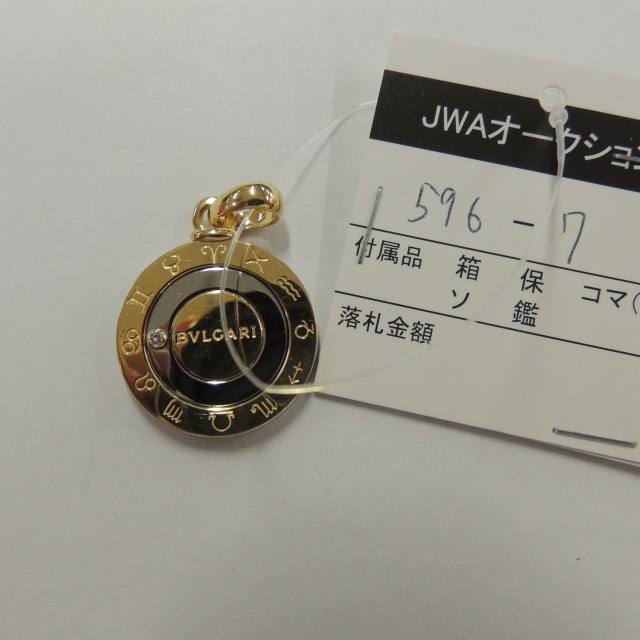 BVLGARI
JWAオークション
596-7
付属品 箱 保 コマ(
ソ 鑑
落札金額